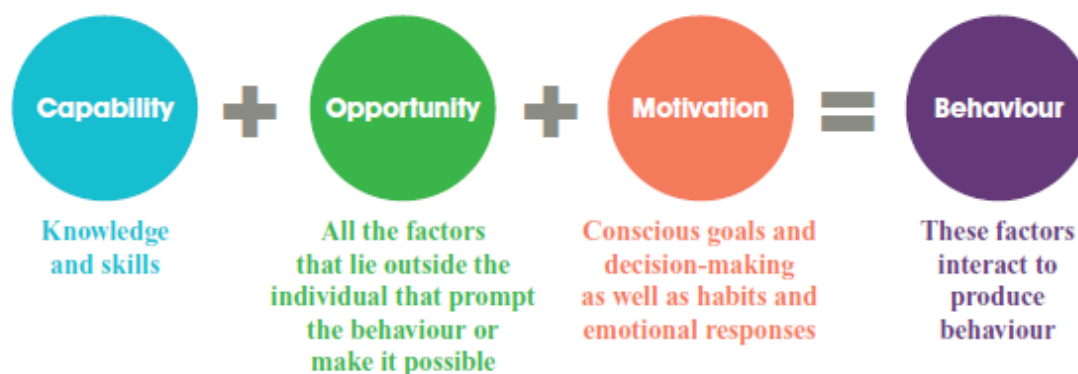 Capability + Opportunity + Motivation = Behaviour
Knowledge
and skills
All the factors
that lie outside the
individual that prompt
the behaviour or
make it possible
Conscious goals and
decision-making
as well as habits and
emotional responses
These factors
interact to
produce
behaviour